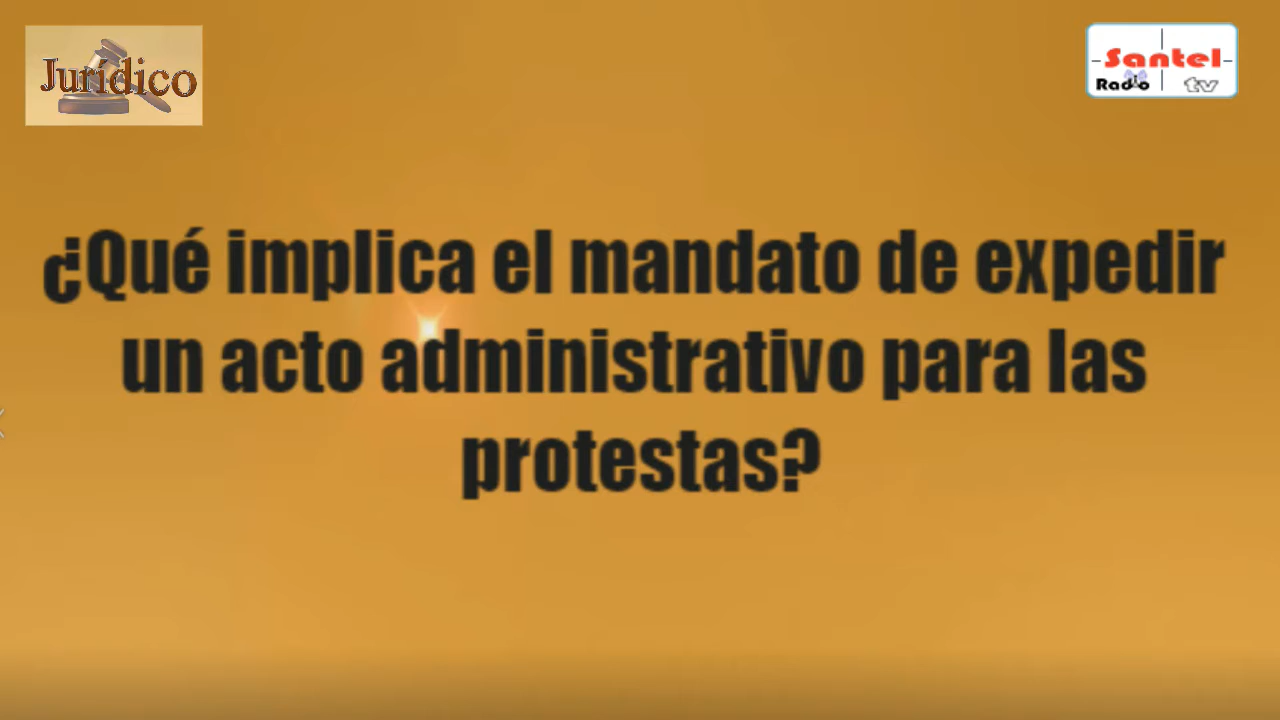 Jurídico
Santel
Radio tv
¿Qué implica el mandato de expedir
un acto administrativo para las
protestas?